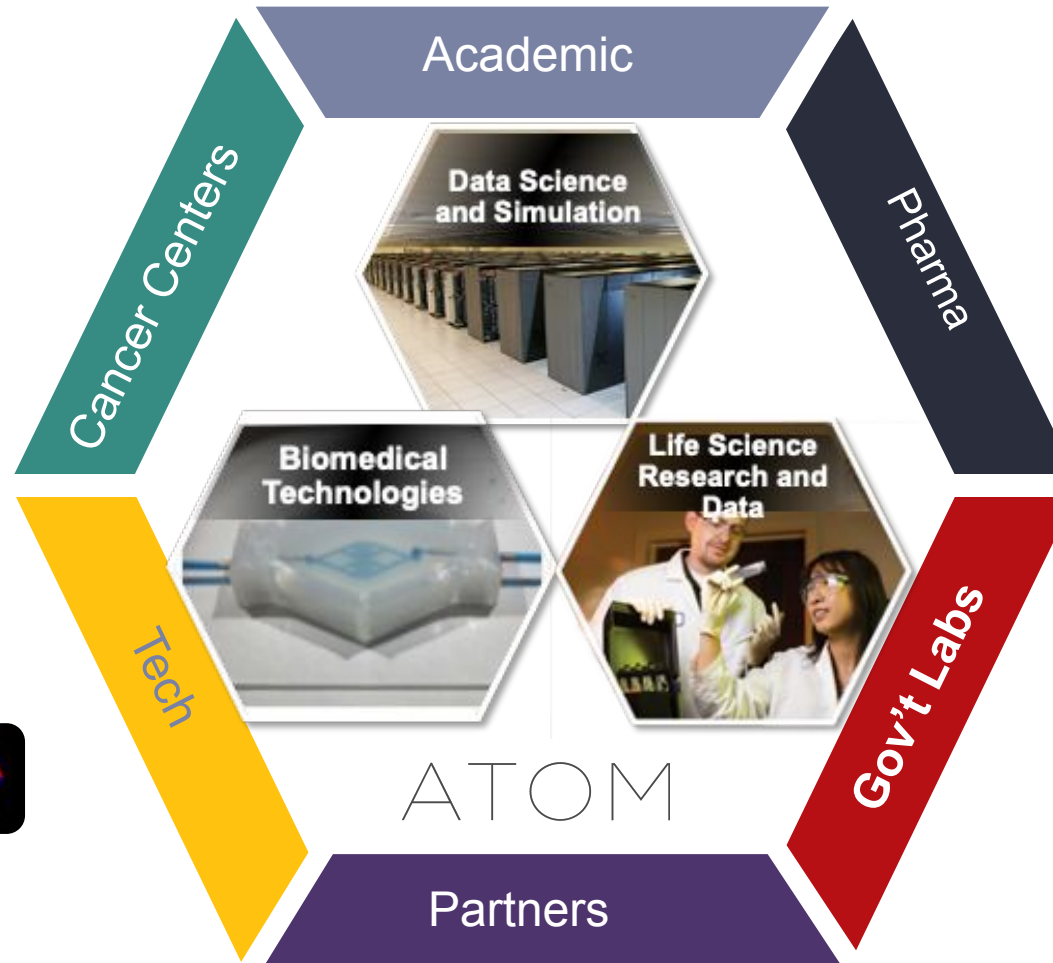 Academic
Cancer Centers
Pharma
Data Science
and Simulation
Biomedical
Technologies
Life Science
Research and
Data
Tech
Gov't Labs
ATOM
Partners